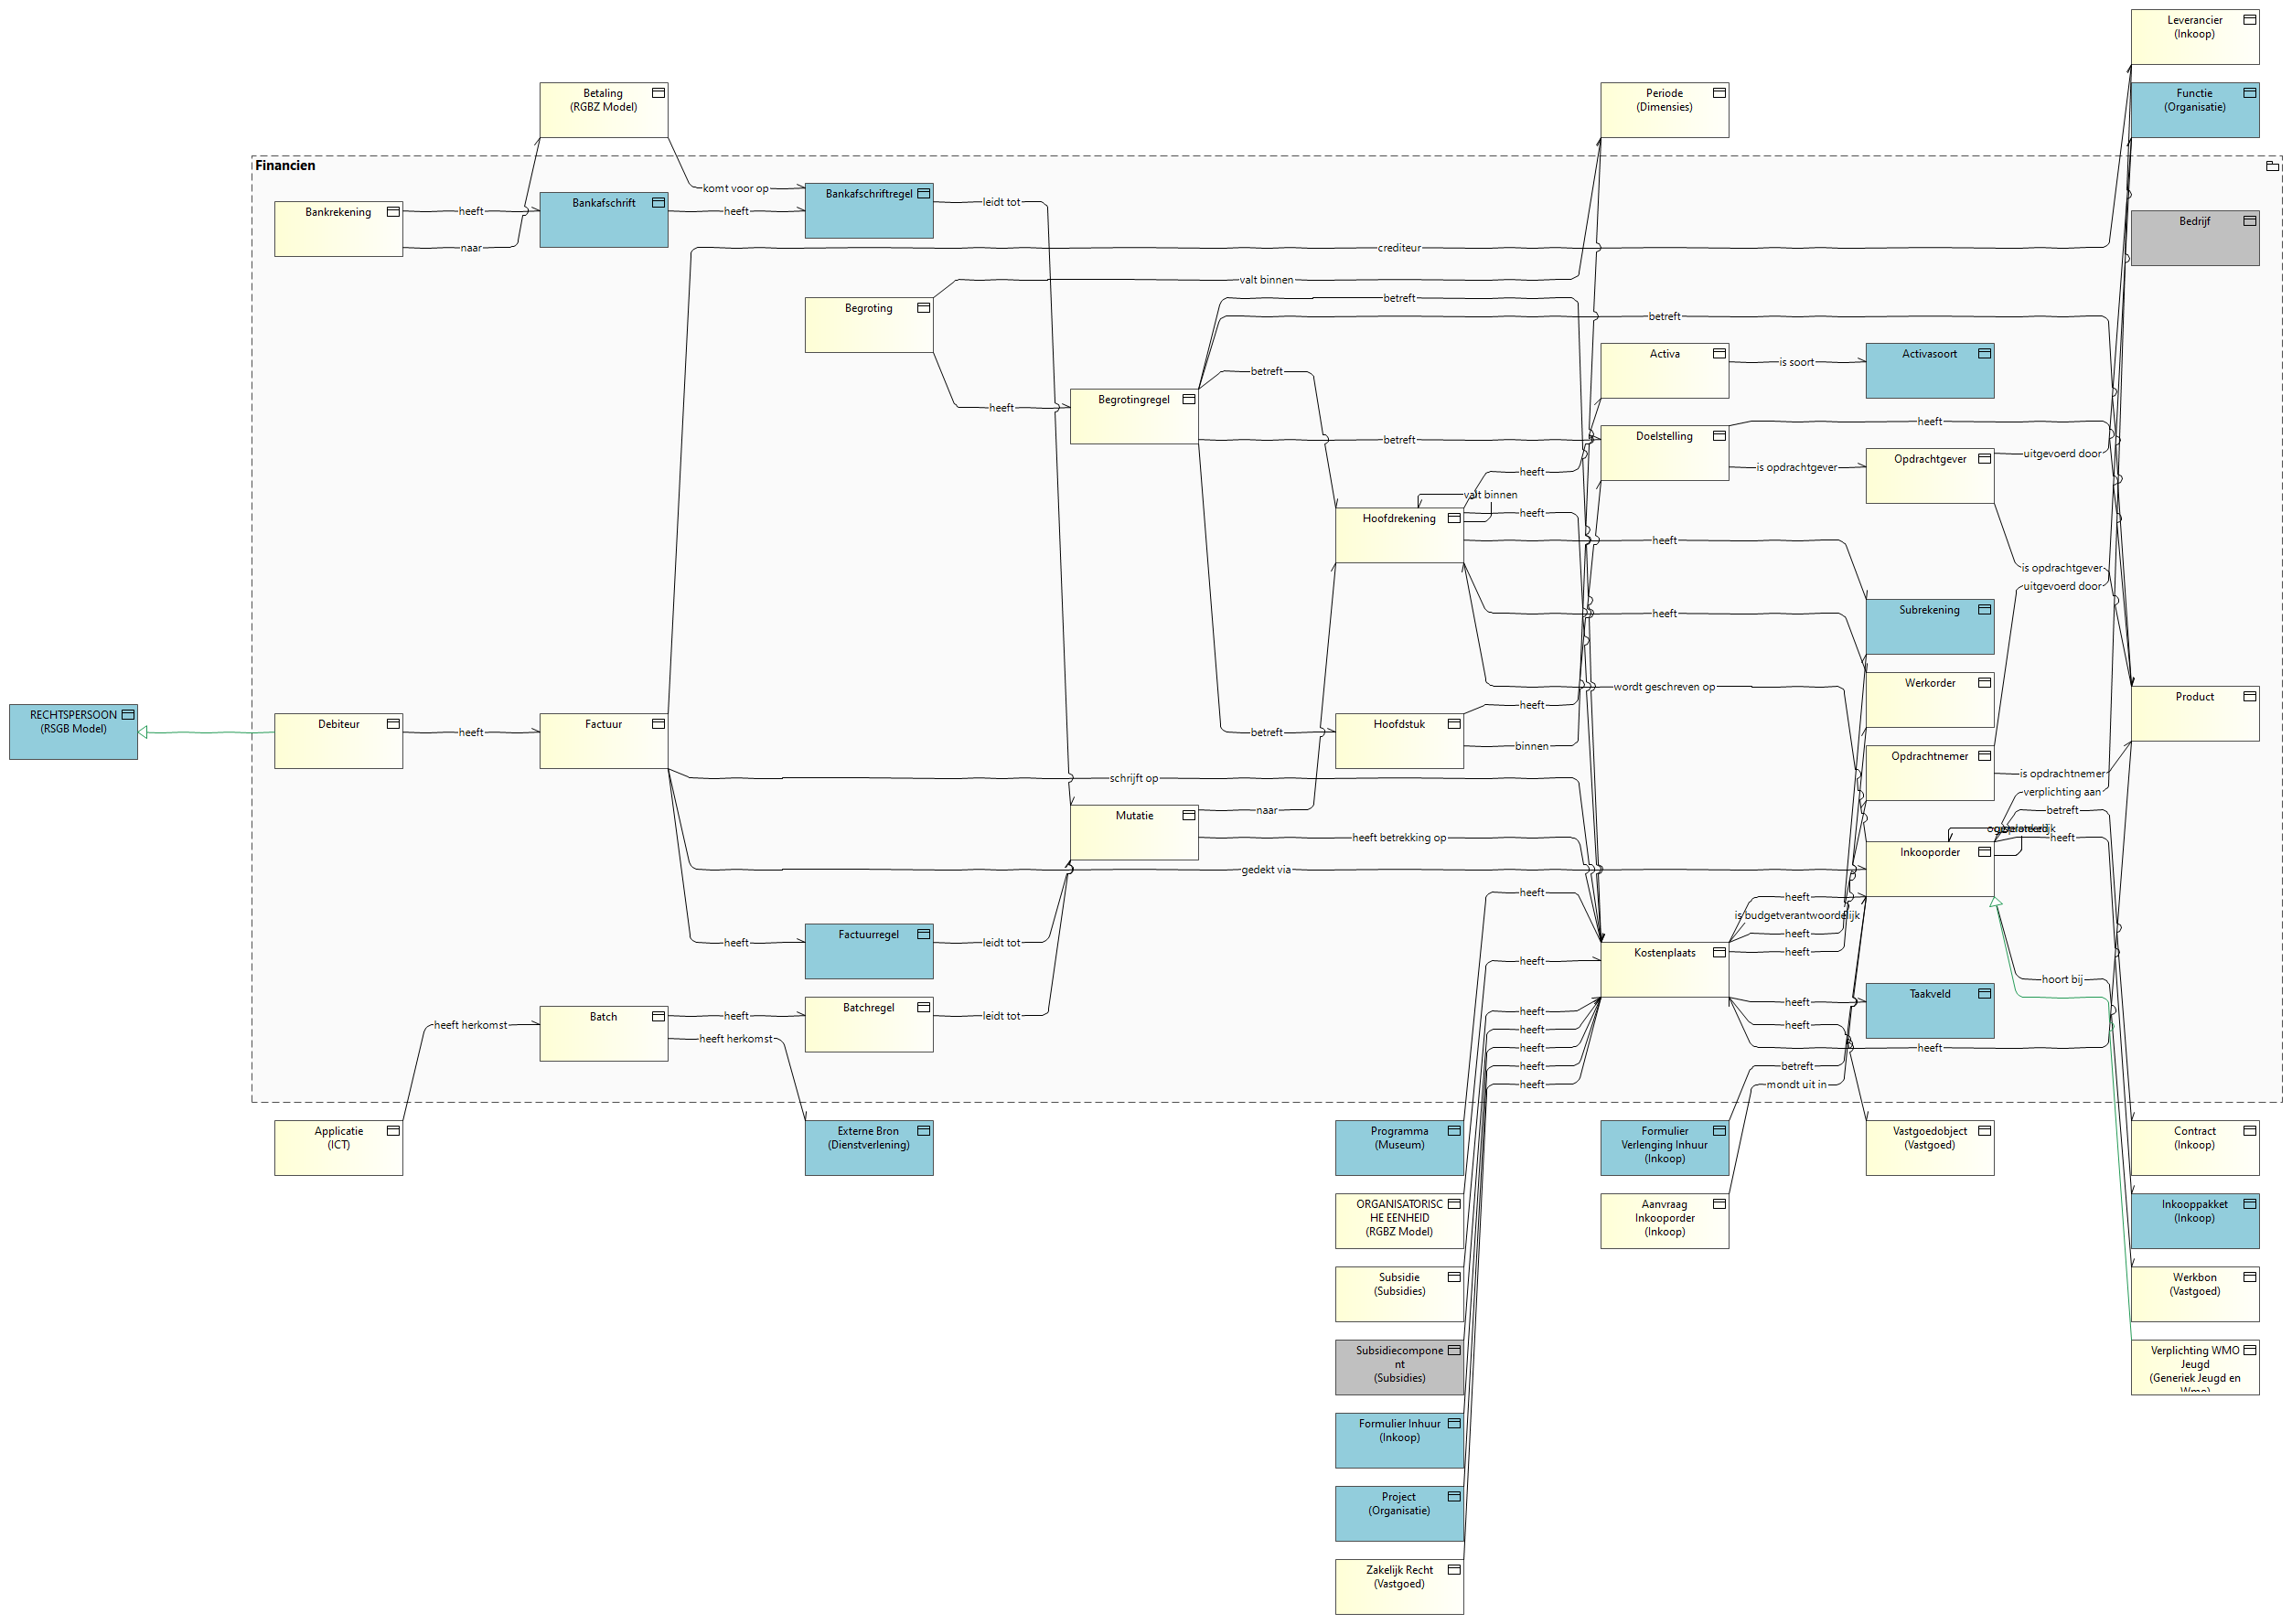 Leverancier
(Inkoop)
Betaling
(RGBZ Model)
Periode
(Dimensies)
Functie
(Organisatie)
Financien
komt voor op
Bankrekening
heeft
Bankafschrift
heeft
Bankafschriftregel
leidt tot
Bedrijf
naar
crediteur
valt binnen
Begroting
betreft
betreft
Activa
is soort
Activasoort
betreft
Begrotingregel
heeft
betreft
Doelstelling
heeft
is opdrachtgever
Opdrachtgever
uitgevoerd door
heeft
valt binnen
Hoofdrekening
heeft
heeft
is opdrachtgever
uitgevoerd door
Subrekening
heeft
Werkorder
wordt geschreven op
Product
RECHTSPERSOON
(RSGB Model)
Debiteur
heeft
Factuur
betreft
Hoofdstuk
heeft
binnen
Opdrachtnemer
is opdrachtnemer
schrijft op
verplichting aan
Mutatie
naar
betreft
heeft betrekking op
heeft
Inkooporder
gedekt via
heeft
heeft
is budgetverantwoordelijk
Factuurregel
heeft
leidt tot
heeft
heeft
Kostenplaats
heeft
hoort bij
Taakveld
heeft
Batchregel
Batch
heeft
leidt tot
heeft
heeft herkomst
heeft
heeft
heeft herkomst
heeft
heeft
betreft
heeft
mondt uit in
heeft
Applicatie
(ICT)
Externe Bron
(Dienstverlening)
Programma
(Museum)
Formulier
Verlenging Inhuur
(Inkoop)
Vastgoedobject
(Vastgoed)
Contract
(Inkoop)
ORGANISATORISC
HE EENHEID
(RGBZ Model)
Aanvraag
Inkooporder
(Inkoop)
Inkooppakket
(Inkoop)
Subsidie
(Subsidies)
Werkbon
(Vastgoed)
Subsidiecompone
nt
(Subsidies)
Verplichting WMO
Jeugd
(Generiek Jeugd en
Wmo)
Formulier Inhuur
(Inkoop)
Project
(Organisatie)
Zakelijk Recht
(Vastgoed)